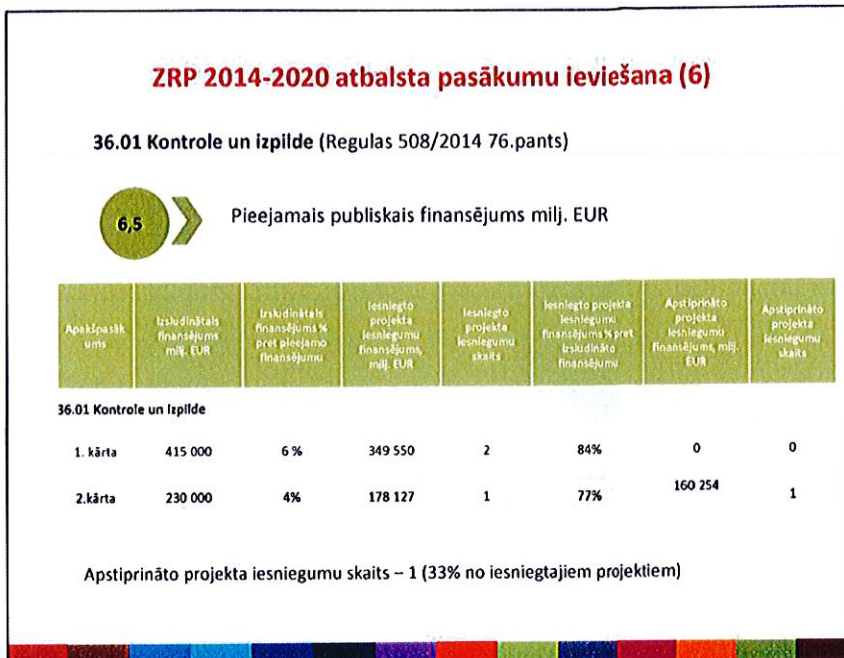 ZRP 2014-2020 atbalsta pasākumu ieviešana (6)
36.01 Kontrole un izpilde (Regulas 508/2014 76.pants)
6,5
Pieejamais publiskais finansējums milj. EUR
Apakšpasāk
ums
Izsludinātais
finansējums
milj. EUR
Izsludinātais
finansējums %
pret pieejamo
finansējumu
Iesniegto
projekta
iesniegumu
finansējums,
milj. EUR
Iesniegto
projekta
iesniegumu
skaits
Iesniegto projekta
iesniegumu
finansējums % pret
izsludināto
finansējumu
Apstiprināto
projekta
iesniegumu
finansējums, milj.
EUR
Apstiprināto
projekta
iesniegumu
skaits
36.01 Kontrole un Izpilde
1. kārta 415 000 6 % 349 550 2 84% 0 0
2.kārta 230 000 4% 178 127 1 77% 160 254 1
Apstiprināto projekta iesniegumu skaits – 1 (33% no iesniegtajiem projektiem)